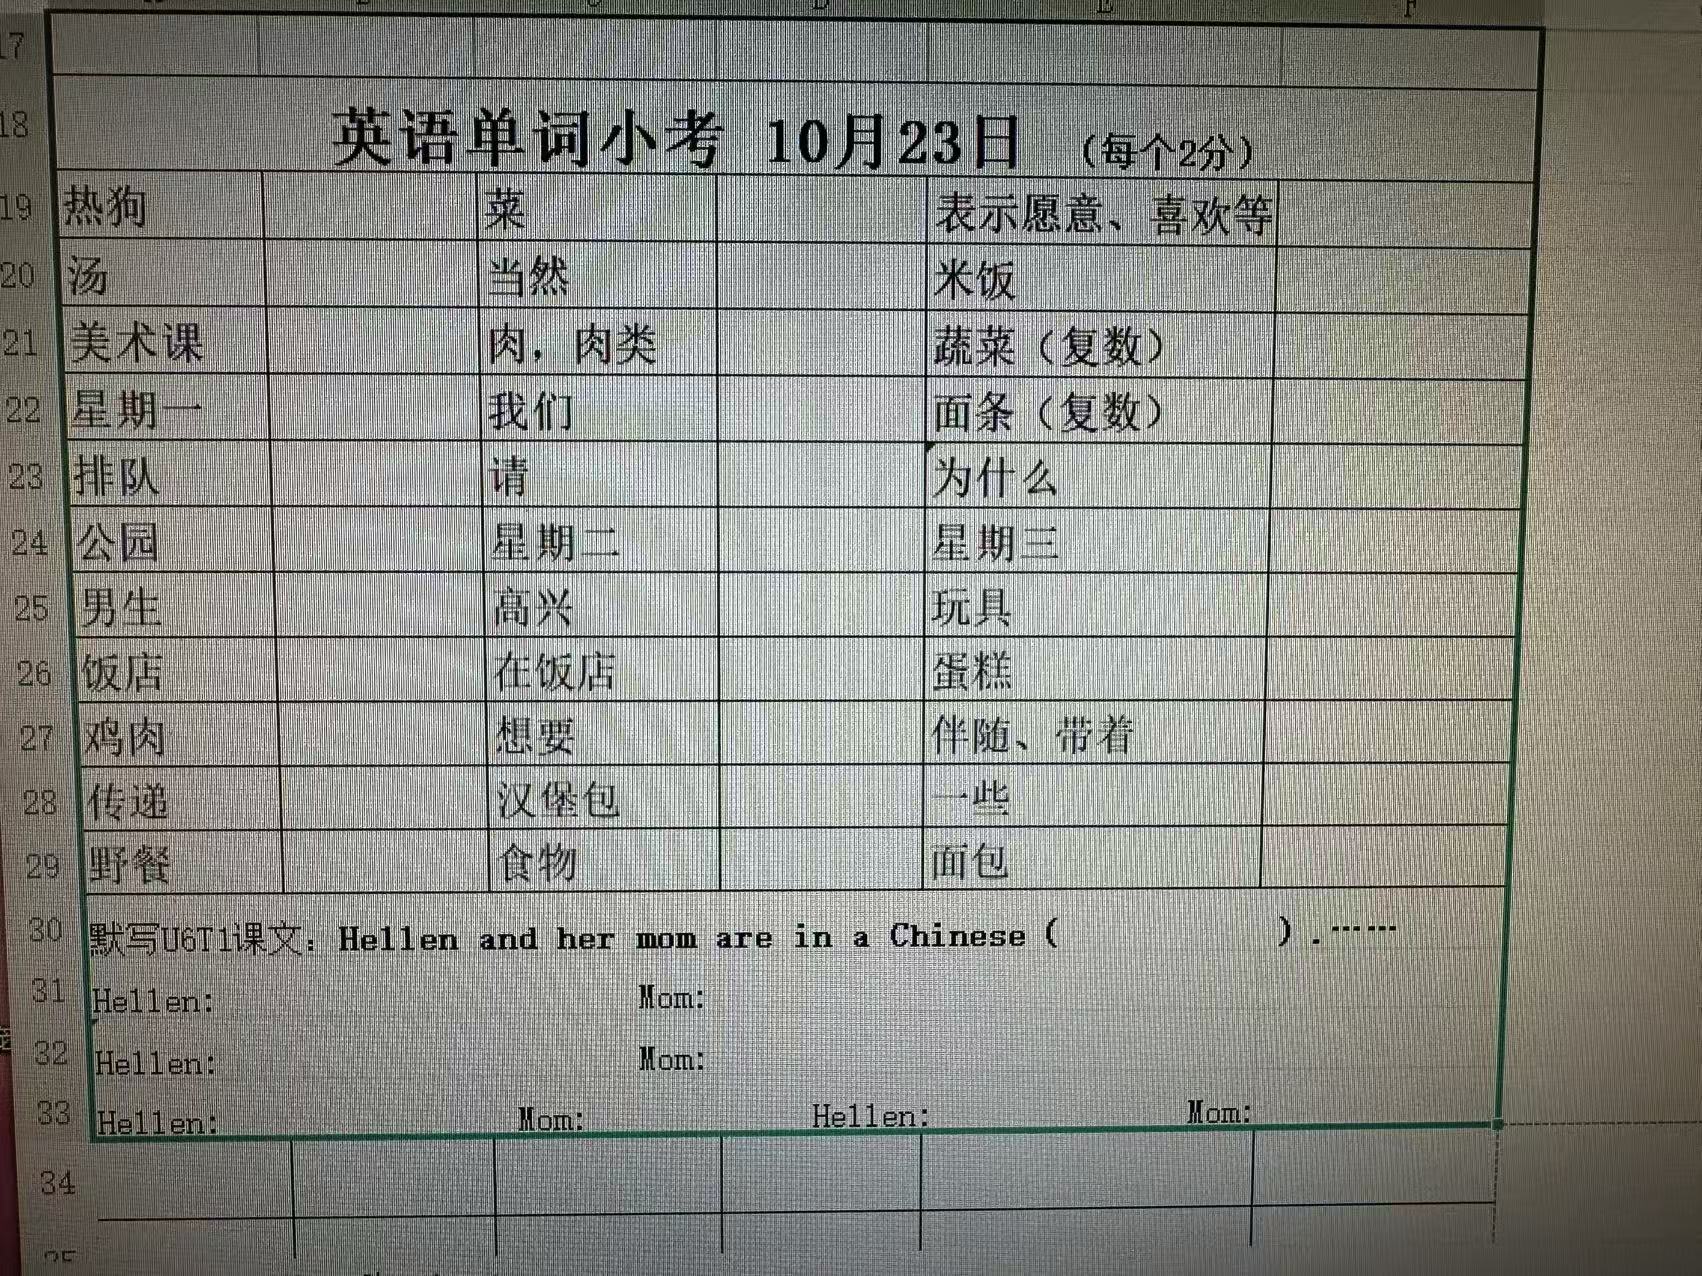 17
18 英语单词小考 10月23日 （每个2分）
19 热狗 菜 表示愿意、喜欢等
20 汤 当然 米饭
21 美术课 肉，肉类 蔬菜（复数）
22 星期一 我们 面条（复数）
23 排队 请 为什么
24 公园 星期二 星期三
25 男生 高兴 玩具
26 饭店 在饭店 蛋糕
27 鸡肉 想要 伴随、带着
28 传递 汉堡包 一些
29 野餐 食物 面包
30 默写U6T1课文：Hellen and her mom are in a Chinese ( ) .……
31 Hellen: Mom:
32 Hellen: Mom:
33 Hellen: Mom: Hellen: Mom:
34